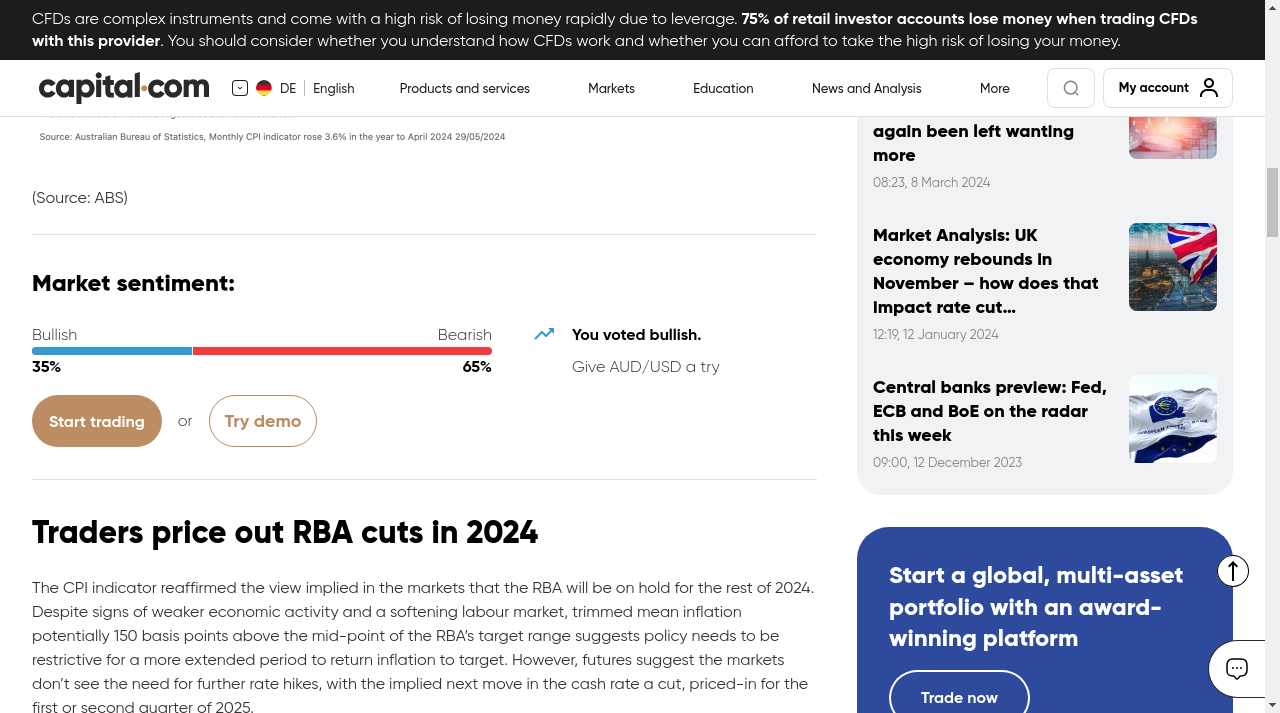 CFDs are complex instruments and come with a high risk of losing money rapidly due to leverage. 75% of retail investor accounts lose money when trading CFDs
with this provider. You should consider whether you understand how CFDs work and whether you can afford to take the high risk of losing your money.
capital.com
DE
English
Products and services
Markets
Education
News and Analysis
More
My account
Source: Australian Bureau of Statistics, Monthly CPI indicator rose 3.6% in the year to April 2024 29/05/2024
(Source: ABS)
Market sentiment:
Bullish
Bearish
35%
65%
You voted bullish.
Give AUD/USD a try
Start trading
or
Try demo
Traders price out RBA cuts in 2024
The CPI indicator reaffirmed the view implied in the markets that the RBA will be on hold for the rest of 2024.
Despite signs of weaker economic activity and a softening labour market, trimmed mean inflation
potentially 150 basis points above the mid-point of the RBA’s target range suggests policy needs to be
restrictive for a more extended period to return inflation to target. However, futures suggest the markets
don’t see the need for further rate hikes, with the implied next move in the cash rate a cut, priced-in for the
first or second quarter of 2025.
again been left wanting
more
08:23, 8 March 2024
Market Analysis: UK
economy rebounds in
November – how does that
impact rate cut…
12:19, 12 January 2024
Central banks preview: Fed,
ECB and BoE on the radar
this week
09:00, 12 December 2023
Start a global, multi-asset
portfolio with an award-
winning platform
Trade now